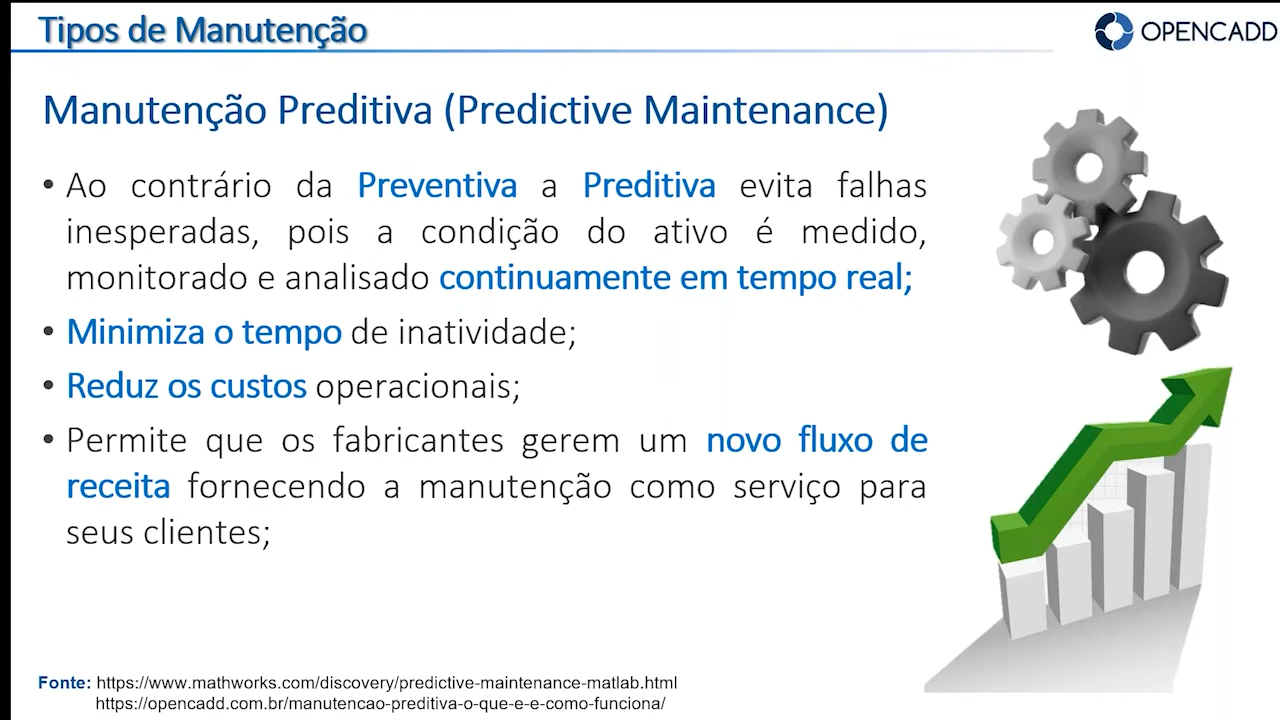 Tipos de Manutenção
OPENCADD
Manutenção Preditiva (Predictive Maintenance)
• Ao contrário da Preventiva a Preditiva evita falhas
inesperadas, pois a condição do ativo é medido,
monitorado e analisado continuamente em tempo real;
• Minimiza o tempo de inatividade;
• Reduz os custos operacionais;
• Permite que os fabricantes gerem um novo fluxo de
receita fornecendo a manutenção como serviço para
seus clientes;
Fonte: https://www.mathworks.com/discovery/predictive-maintenance-matlab.html
https://opencadd.com.br/manutencao-preditiva-o-que-e-e-como-funciona/